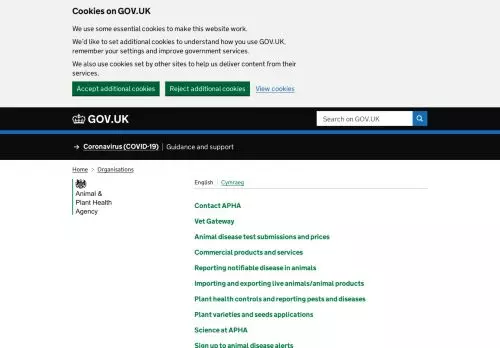 Cookies on GOV.UK
We use some essential cookies to make this website work.
We'd like to set additional cookies to understand how you use GOV.UK,
remember your settings and improve government services.
We also use cookies set by other sites to help us deliver content from their
services.
Accept additional cookies Reject additional cookies View cookies
GOV.UK Search on GOV.UK
→ Coronavirus (COVID-19) Guidance and support
Home > Organisations
English Cymraeg
Animal &
Plant Health
Agency
Contact APHA
Vet Gateway
Animal disease test submissions and prices
Commercial products and services
Reporting notifiable disease in animals
Importing and exporting live animals/animal products
Plant health controls and reporting pests and diseases
Plant varieties and seeds applications
Science at APHA
Sign up to animal disease alerts